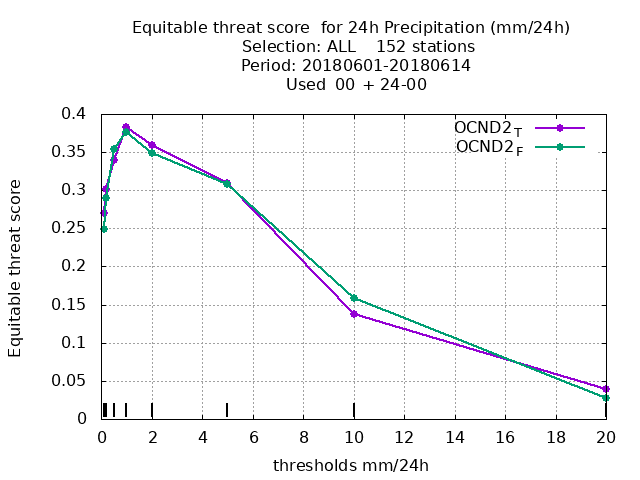 Equitable threat score  for 24h Precipitation (mm/24h)
Selection: ALL    152 stations
Period: 20180601-20180614
Used  00 + 24-00
OCND2T
OCND2F
0.4
0.35
0.3
0.25
0.2
0.15
0.1
0.05
0
Equitable threat score
0 2 4 6 8 10 12 14 16 18 20
thresholds mm/24h